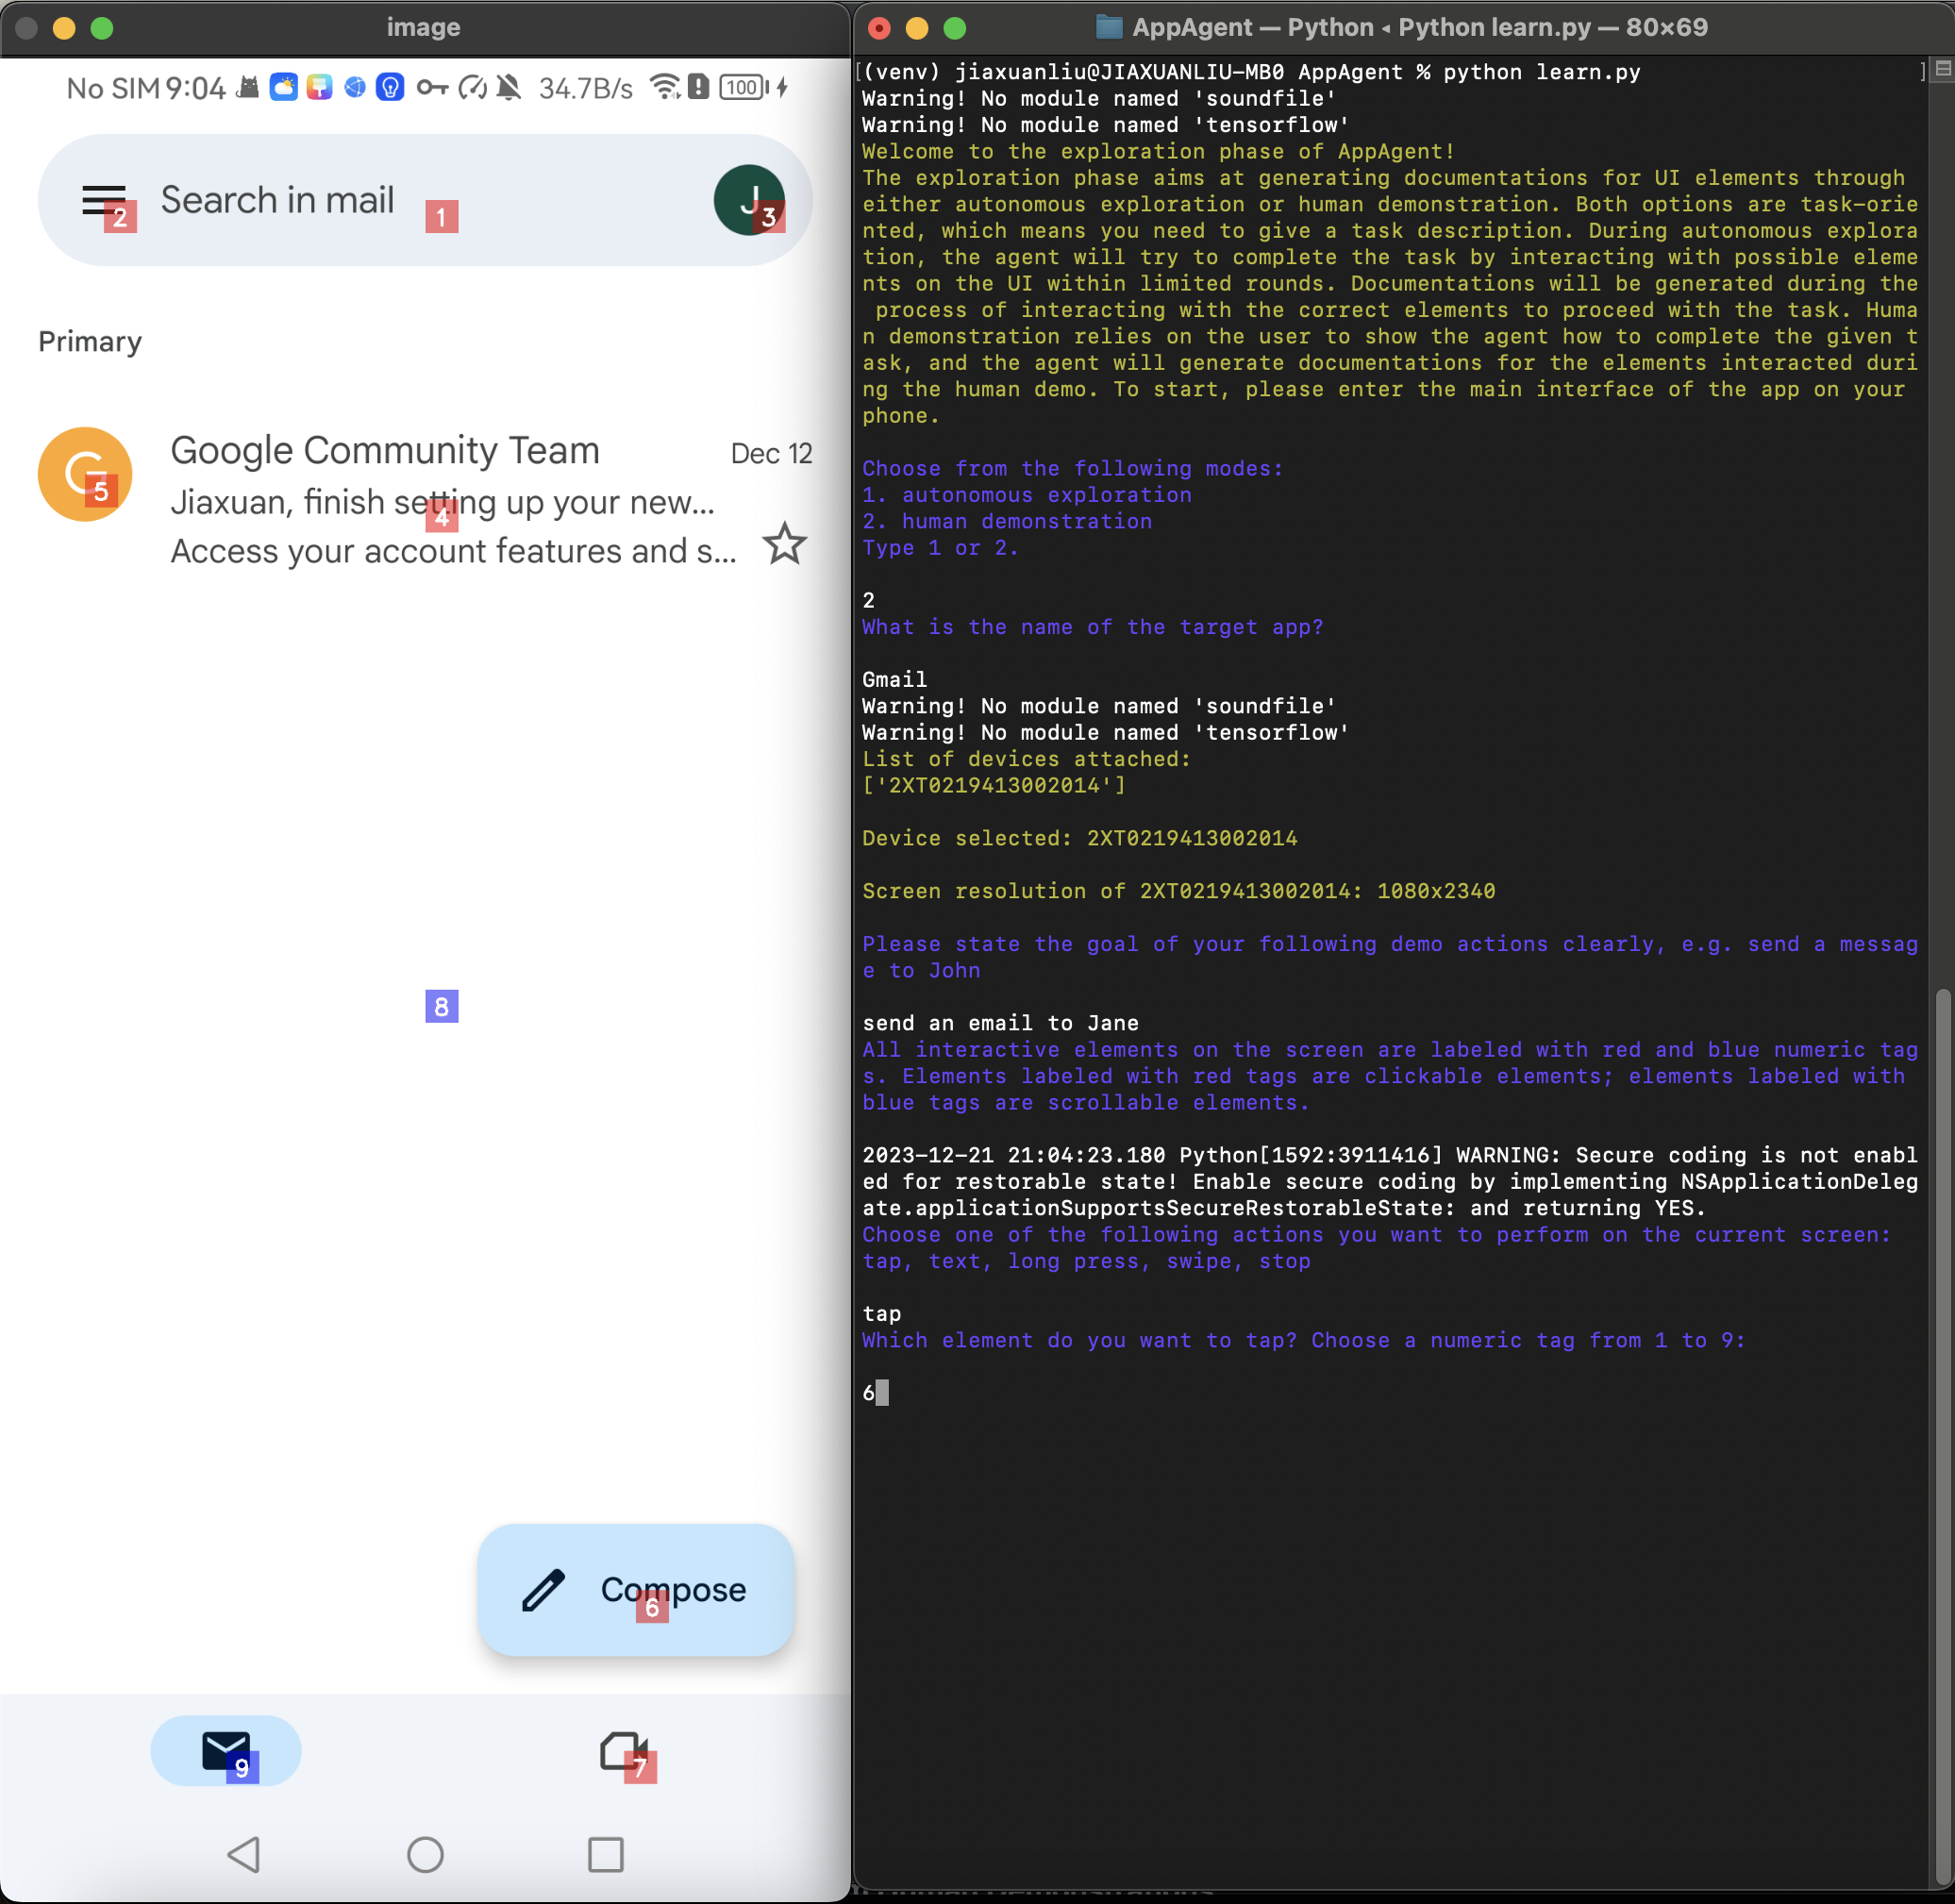 image
No SIM 9:04 34.7B/s 100
Search in mail
J
2
1
3
Primary
G
5
Google Community Team
Dec 12
Jiaxuan, finish setting up your new...
4
Access your account features and s...
8
Compose
6
9
7
AppAgent — Python ◂ Python learn.py — 80×69
[(venv) jiaxuanliu@JIAXUANLIU-MB0 AppAgent % python learn.py ]
Warning! No module named 'soundfile'
Warning! No module named 'tensorflow'
Welcome to the exploration phase of AppAgent!
The exploration phase aims at generating documentations for UI elements through
either autonomous exploration or human demonstration. Both options are task-orie
nted, which means you need to give a task description. During autonomous explora
tion, the agent will try to complete the task by interacting with possible eleme
nts on the UI within limited rounds. Documentations will be generated during the
 process of interacting with the correct elements to proceed with the task. Huma
n demonstration relies on the user to show the agent how to complete the given t
ask, and the agent will generate documentations for the elements interacted duri
ng the human demo. To start, please enter the main interface of the app on your
phone.
Choose from the following modes:
1. autonomous exploration
2. human demonstration
Type 1 or 2.
2
What is the name of the target app?
Gmail
Warning! No module named 'soundfile'
Warning! No module named 'tensorflow'
List of devices attached:
['2XT0219413002014']
Device selected: 2XT0219413002014
Screen resolution of 2XT0219413002014: 1080x2340
Please state the goal of your following demo actions clearly, e.g. send a messag
e to John
send an email to Jane
All interactive elements on the screen are labeled with red and blue numeric tag
s. Elements labeled with red tags are clickable elements; elements labeled with
blue tags are scrollable elements.
2023-12-21 21:04:23.180 Python[1592:3911416] WARNING: Secure coding is not enabl
ed for restorable state! Enable secure coding by implementing NSApplicationDeleg
ate.applicationSupportsSecureRestorableState: and returning YES.
Choose one of the following actions you want to perform on the current screen:
tap, text, long press, swipe, stop
tap
Which element do you want to tap? Choose a numeric tag from 1 to 9:
6